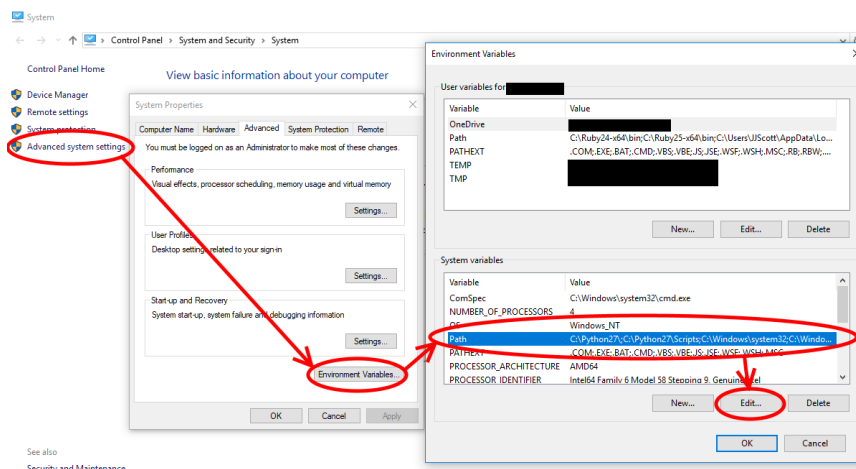 System
Control Panel > System and Security > System
Control Panel Home
Device Manager
Remote settings
System protection
Advanced system settings
See also
Security and Maintenance
View basic information about your computer
System Properties
Computer Name Hardware Advanced System Protection Remote
You must be logged on as an Administrator to make most of these changes.
Performance
Visual effects, processor scheduling, memory usage and virtual memory
Settings...
User Profiles
Desktop settings related to your sign-in
Settings...
Start-up and Recovery
System start-up, system failure and debugging information
Settings...
Environment Variables...
OK Cancel Apply
Environment Variables
User variables for
Variable Value
OneDrive
Path C:\Ruby24-x64\bin;C:\Ruby25-x64\bin;C:\Users\JJScott\AppData\Lo...
PATHEXT .COM;.EXE;.BAT;.CMD;.VBS;.VBE;.JS;.JSE;.WSF;.WSH;.MSC;.RB;.RBW;...
TEMP
TMP
New... Edit... Delete
System variables
Variable Value
ComSpec C:\Windows\system32\cmd.exe
NUMBER_OF_PROCESSORS 4
OS Windows_NT
Path C:\Python27\;C:\Python27\Scripts;C:\Windows\system32;C:\Windo...
PATHEXT .COM;.EXE;.BAT;.CMD;.VBS;.VBE;.JS;.JSE;.WSF;.WSH;.MSC
PROCESSOR_ARCHITECTURE AMD64
PROCESSOR_IDENTIFIER Intel64 Family 6 Model 58 Stepping 9, GenuineIntel
New... Edit... Delete
OK Cancel